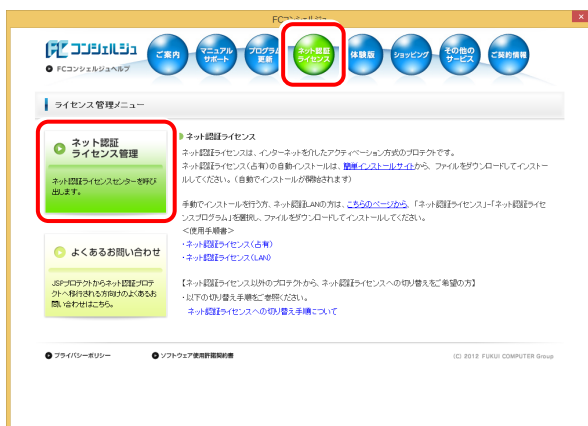 FCコンシェルジュ
FCコンシェルジュ
FCコンシェルジュヘルプ
ご案内
マニュアル
サポート
プログラム
更新
ネット認証
ライセンス
体験版
ショッピング
その他の
サービス
ご契約情報
ライセンス管理メニュー
ネット認証
ライセンス管理
ネット認証ライセンスセンターを呼び
出します。
よくあるお問い合わせ
JSPプロテクトからネット認証プロテ
クトへ移行される方向けのよくあるお
問い合わせはこちら。
ネット認証ライセンス
ネット認証ライセンスは、インターネットを介したアクティベーション方式のプロテクトです。
ネット認証ライセンス(占有)の自動インストールは、簡単インストールサイトから、ファイルをダウンロードしてインストー
ルしてください。(自動でインストールが開始されます)
手動でインストールを行う方、ネット認証LANの方は、こちらのページから、「ネット認証ライセンス」-「ネット認証ライセ
ンスプログラム」を選択し、ファイルをダウンロードしてインストールしてください。
<使用手順書>
・ネット認証ライセンス(占有)
・ネット認証ライセンス(LAN)
【ネット認証ライセンス以外のプロテクトから、ネット認証ライセンスへの切り替えをご希望の方】
・以下の切り替え手順をご参照ください。
ネット認証ライセンスへの切り替え手順について
プライバシーポリシー
ソフトウェア使用許諾契約書
(C) 2012 FUKUI COMPUTER Group